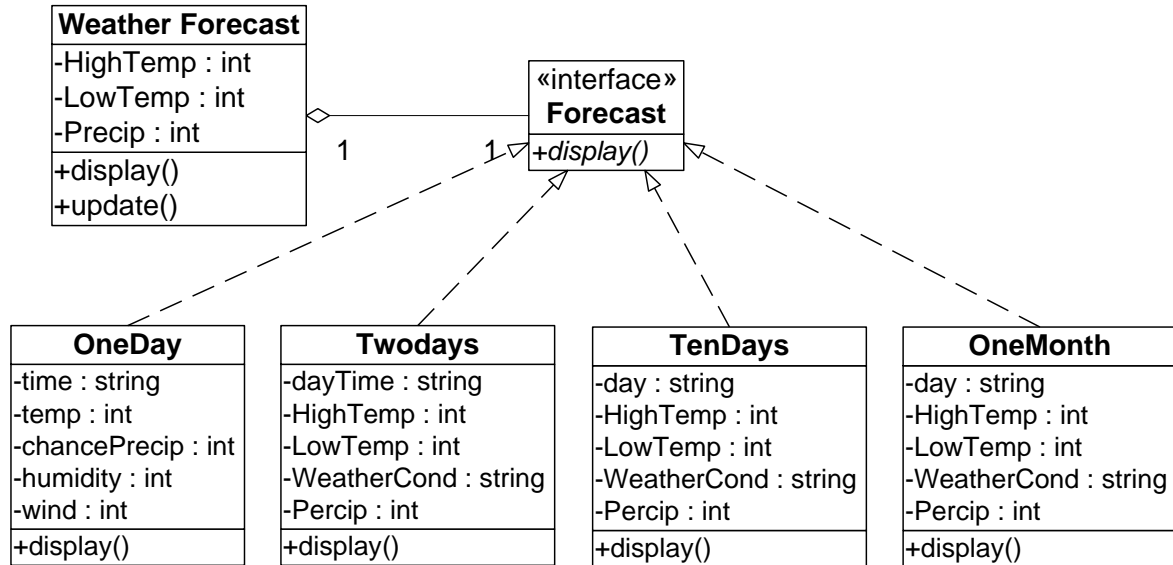 Weather Forecast
-HighTemp : int
-LowTemp : int
-Precip : int
+display()
+update()
1
1
«interface»
Forecast
+display()
OneDay
-time : string
-temp : int
-chancePrecip : int
-humidity : int
-wind : int
+display()
Twodays
-dayTime : string
-HighTemp : int
-LowTemp : int
-WeatherCond : string
-Percip : int
+display()
TenDays
-day : string
-HighTemp : int
-LowTemp : int
-WeatherCond : string
-Percip : int
+display()
OneMonth
-day : string
-HighTemp : int
-LowTemp : int
-WeatherCond : string
-Percip : int
+display()